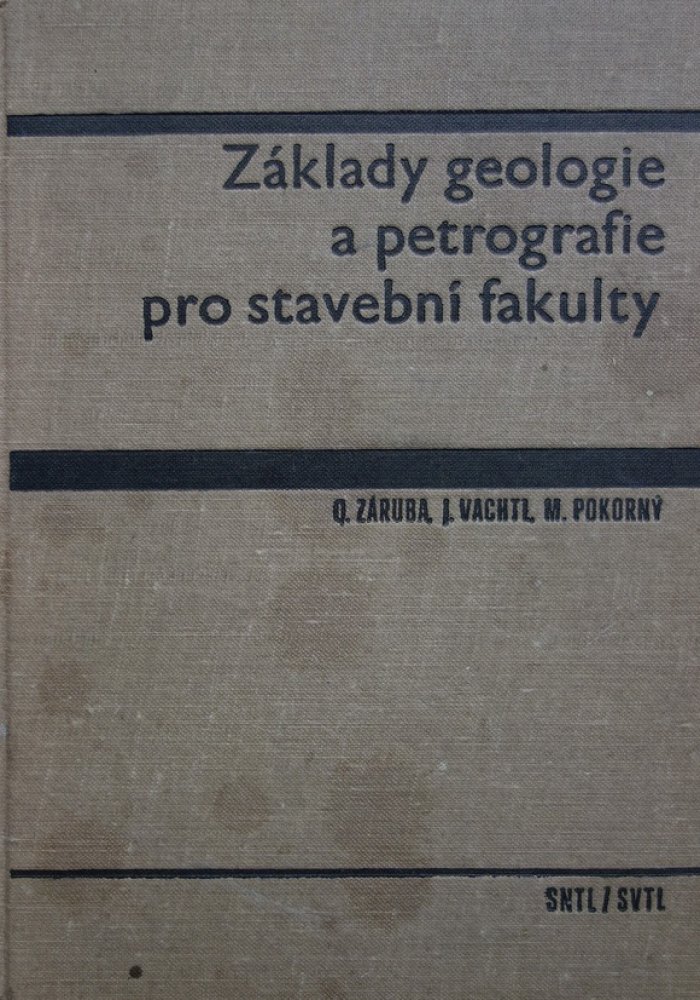 Základy geologie
a petrografie
pro stavební fakulty
Q. ZÁRUBA, J. VACHTL, M. POKORNÝ
SNTL / SVTL